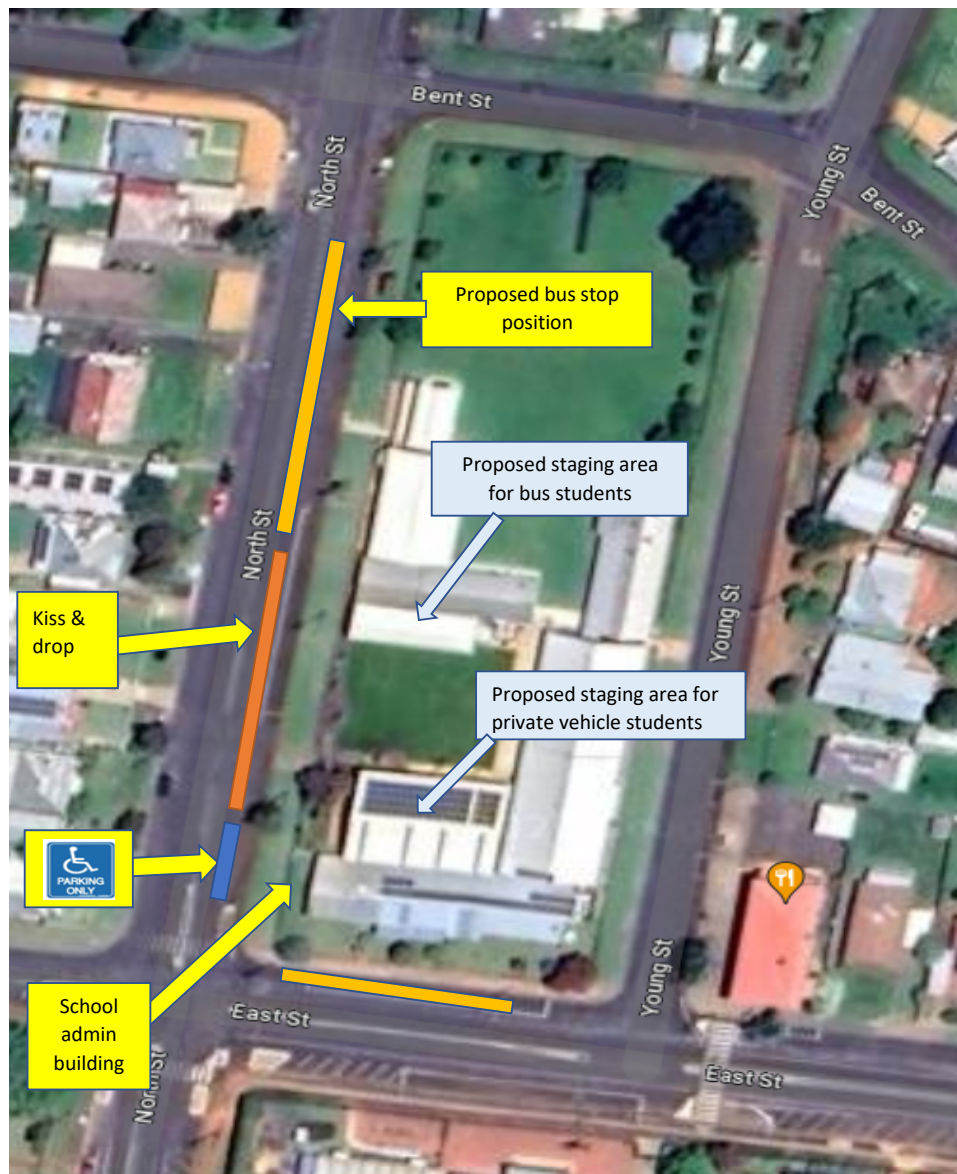 Bent St
North St
Young St
Bent St
Proposed bus stop
position
Proposed staging area
for bus students
North St
Kiss &
drop
Young St
Proposed staging area for
private vehicle students
PARKING
ONLY
School
admin
building
East St
Young St
East St
North St